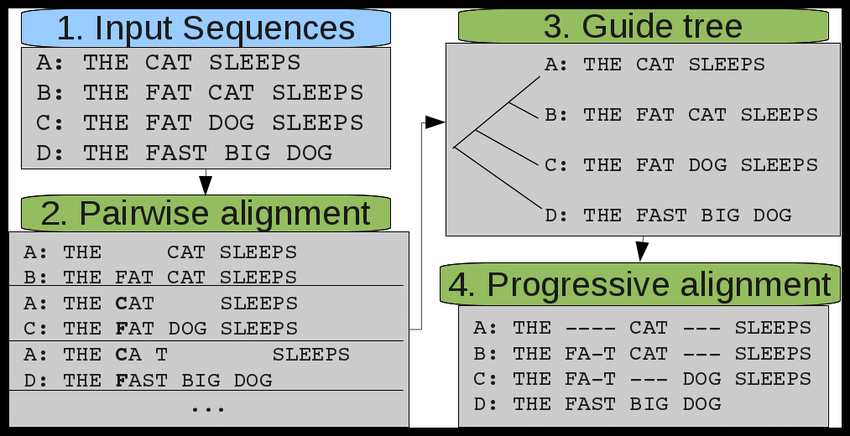 1. Input Sequences
A: THE CAT SLEEPS
B: THE FAT CAT SLEEPS
C: THE FAT DOG SLEEPS
D: THE FAST BIG DOG
2. Pairwise alignment
A: THE     CAT SLEEPS
B: THE FAT CAT SLEEPS
A: THE CAT     SLEEPS
C: THE FAT DOG SLEEPS
A: THE CA T        SLEEPS
D: THE FAST BIG DOG
...
3. Guide tree
A: THE CAT SLEEPS
B: THE FAT CAT SLEEPS
C: THE FAT DOG SLEEPS
D: THE FAST BIG DOG
4. Progressive alignment
A: THE ---- CAT --- SLEEPS
B: THE FA-T CAT --- SLEEPS
C: THE FA-T --- DOG SLEEPS
D: THE FAST BIG DOG